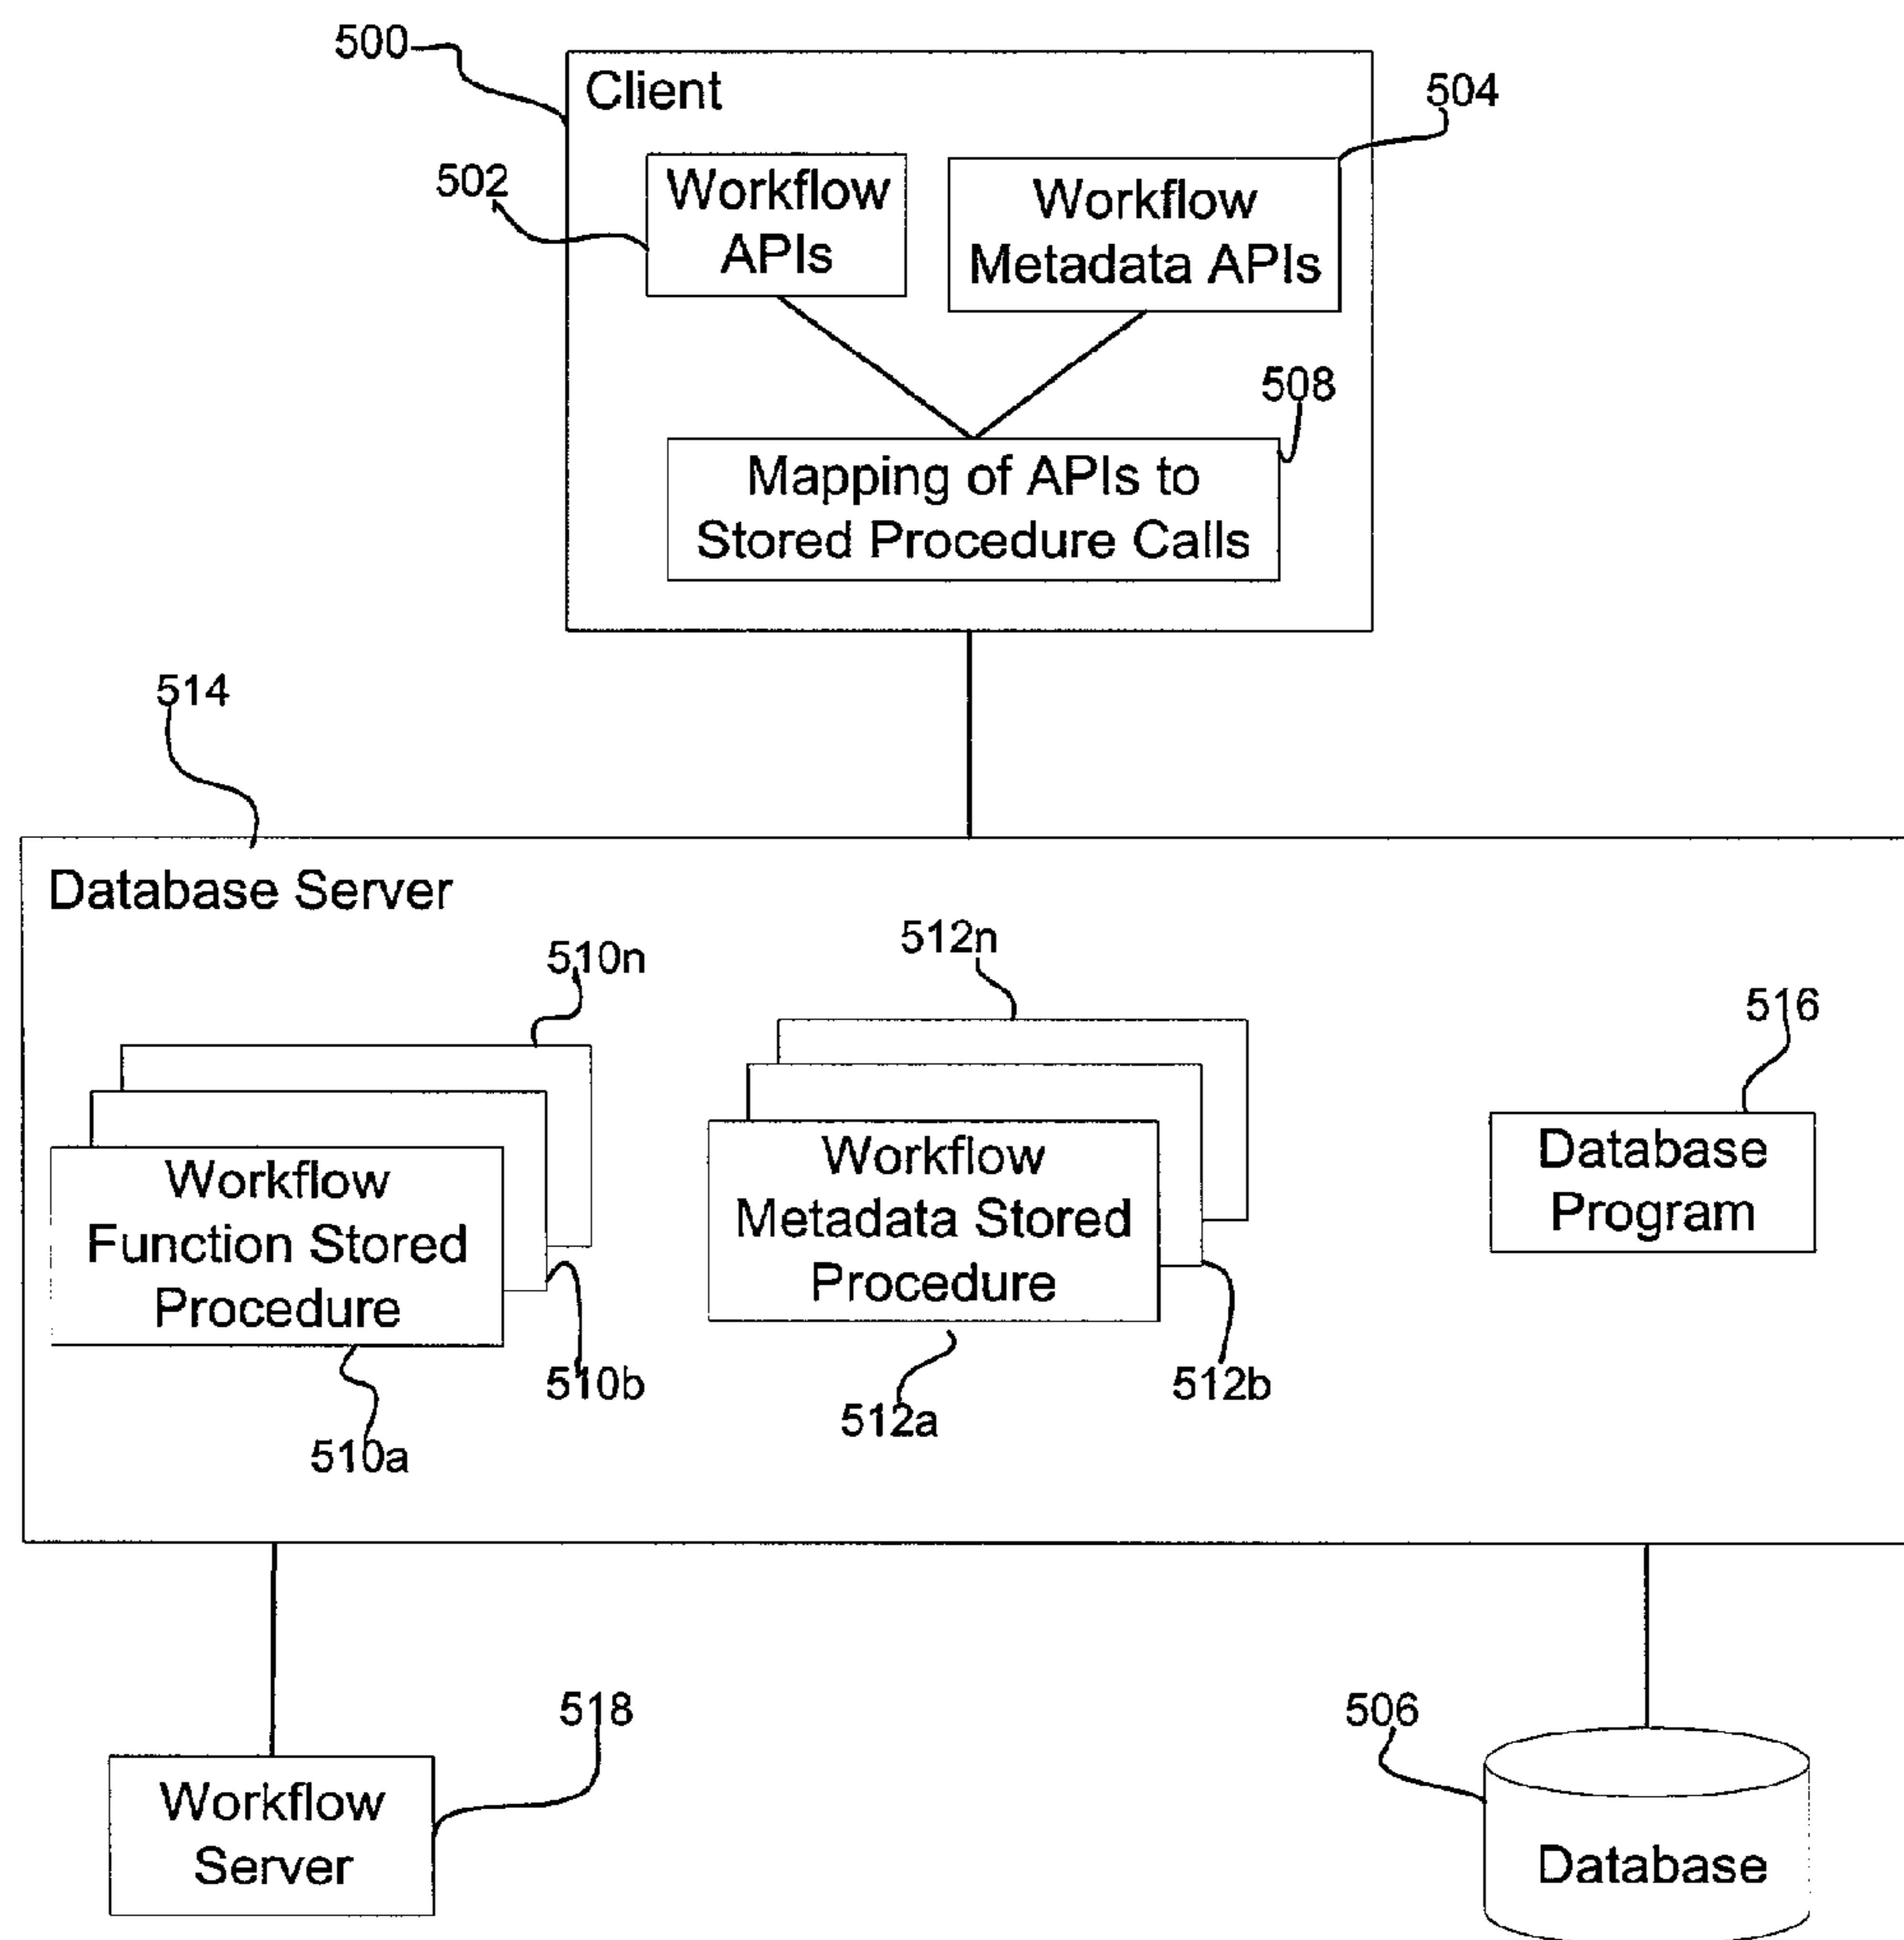 500
Client
504
502
Workflow
APIs
Workflow
Metadata APIs
508
Mapping of APIs to
Stored Procedure Calls
514
Database Server
510n
512n
516
Workflow
Function Stored
Procedure
Workflow
Metadata Stored
Procedure
Database
Program
510b
512b
512a
510a
518
506
Workflow
Server
Database